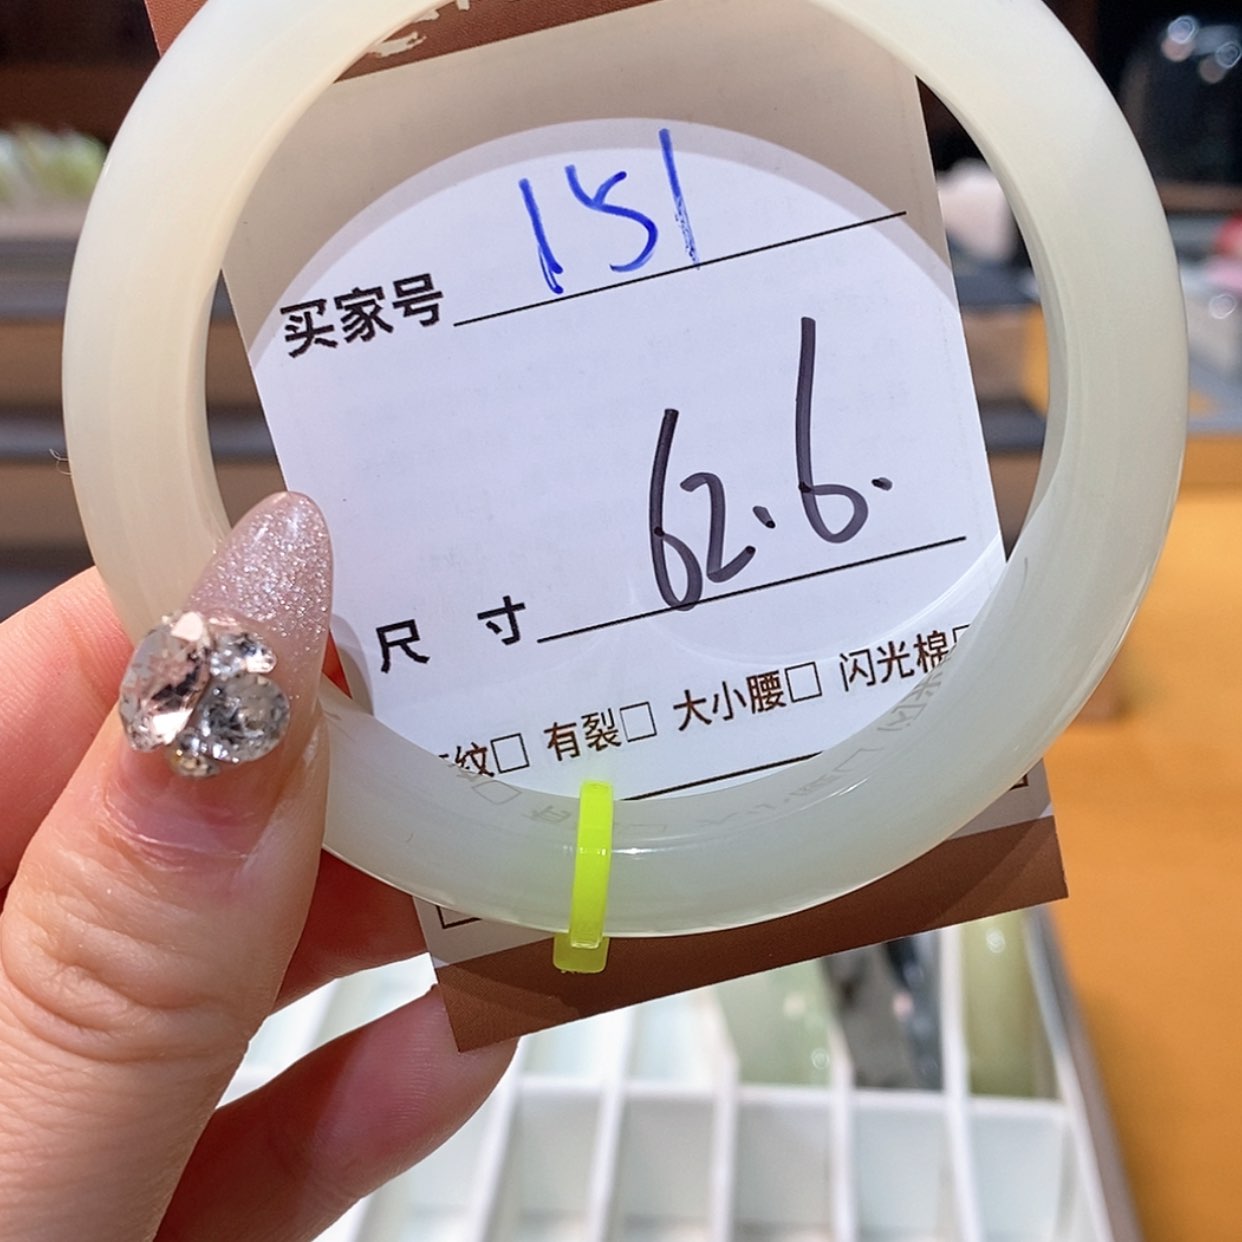 买家号 151
尺 寸 62.6.
纹□ 有裂□ 大小腰□ 闪光棉□